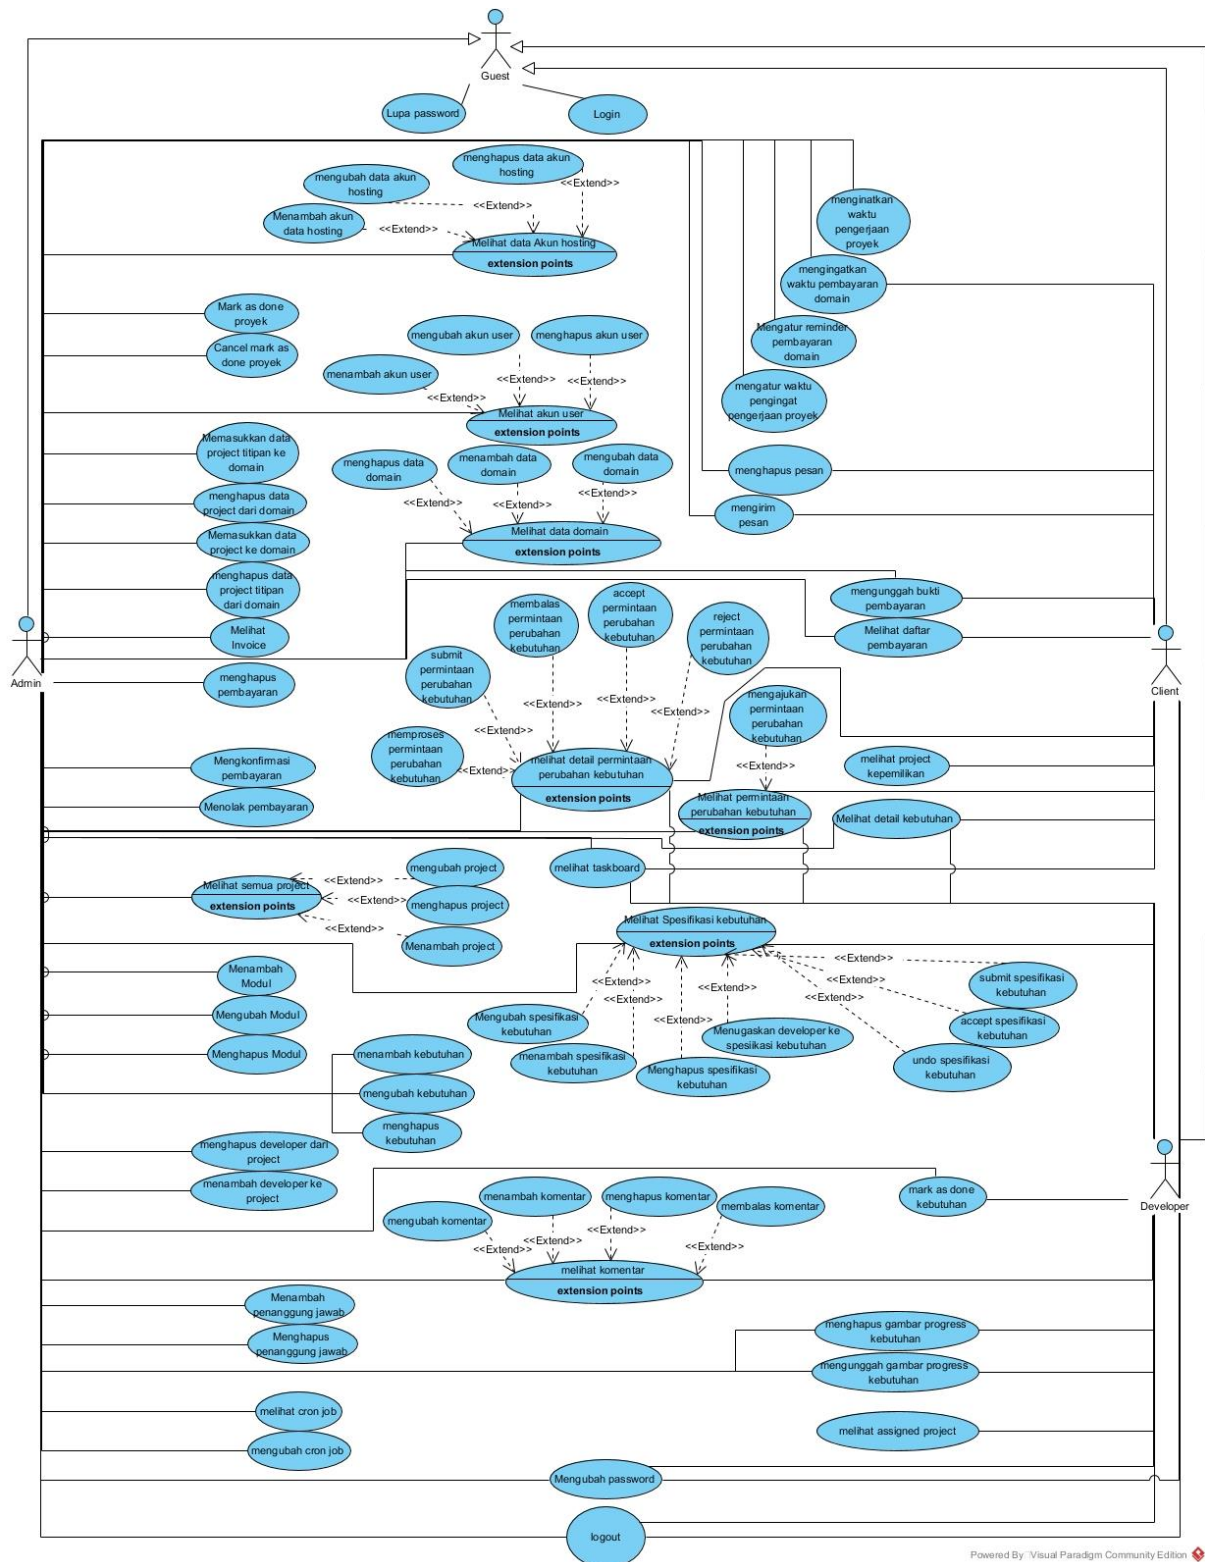 Guest
Lupa password
Login
menghapus data akun
hosting
mengubah data akun
hosting
<<Extend>>
<<Extend>>
Menambah akun
data hosting
<<Extend>>
Melihat data Akun hosting
extension points
menginatkan
waktu
pengerjaan
proyek
mengingatkan
waktu pembayaran
domain
Mark as done
proyek
Cancel mark as
done proyek
mengubah akun user
menghapus akun user
Mengatur reminder
pembayaran
domain
menambah akun user
<<Extend>>
<<Extend>>
<<Extend>>
Melihat akun user
extension points
mengatur waktu
pengingat
pengerjaan proyek
Memasukkan data
project titipan ke
domain
menghapus data
domain
menambah data
domain
mengubah data
domain
menghapus pesan
<<Extend>>
<<Extend>>
<<Extend>>
menghapus data
project dari domain
mengirim
pesan
Melihat data domain
extension points
Memasukkan data
project ke domain
menghapus data
project titipan
dari domain
membalas
permintaan
perubahan
kebutuhan
accept
permintaan
perubahan
kebutuhan
reject
permintaan
perubahan
kebutuhan
mengunggah bukti
pembayaran
Melihat daftar
pembayaran
Melihat
Invoice
Admin
Client
submit
permintaan
perubahan
kebutuhan
menghapus
pembayaran
mengajukan
permintaan
perubahan
kebutuhan
<<Extend>>
<<Extend>>
<<Extend>>
<<Extend>>
memproses
permintaan
perubahan
kebutuhan
<<Extend>>
melihat detail permintaan
perubahan kebutuhan
extension points
<<Extend>>
melihat project
kepemilikan
Mengkonfirmasi
pembayaran
Menolak pembayaran
Melihat permintaan
perubahan kebutuhan
extension points
Melihat detail kebutuhan
melihat taskboard
Melihat semua project
extension points
<<Extend>>
<<Extend>>
<<Extend>>
mengubah project
menghapus project
Menambah project
Melihat Spesifikasi kebutuhan
extension points
<<Extend>>
<<Extend>>
<<Extend>>
<<Extend>>
<<Extend>>
<<Extend>>
<<Extend>>
submit spesifikasi
kebutuhan
Menambah
Modul
Mengubah Modul
Menghapus Modul
Mengubah spesifikasi
kebutuhan
menambah spesifikasi
kebutuhan
Menghapus spesifikasi
kebutuhan
Menugaskan developer ke
spesiikasi kebutuhan
accept spesifikasi
kebutuhan
undo spesifikasi
kebutuhan
menambah kebutuhan
mengubah kebutuhan
menghapus
kebutuhan
menghapus developer dari
project
menambah developer ke
project
mark as done
kebutuhan
Developer
mengubah komentar
menambah komentar
menghapus komentar
membalas komentar
<<Extend>>
<<Extend>>
<<Extend>>
<<Extend>>
melihat komentar
extension points
Menambah
penanggung jawab
Menghapus
penanggung jawab
menghapus gambar progress
kebutuhan
mengunggah gambar progress
kebutuhan
melihat cron job
mengubah cron job
melihat assigned project
Mengubah password
logout
Powered By Visual Paradigm Community Edition